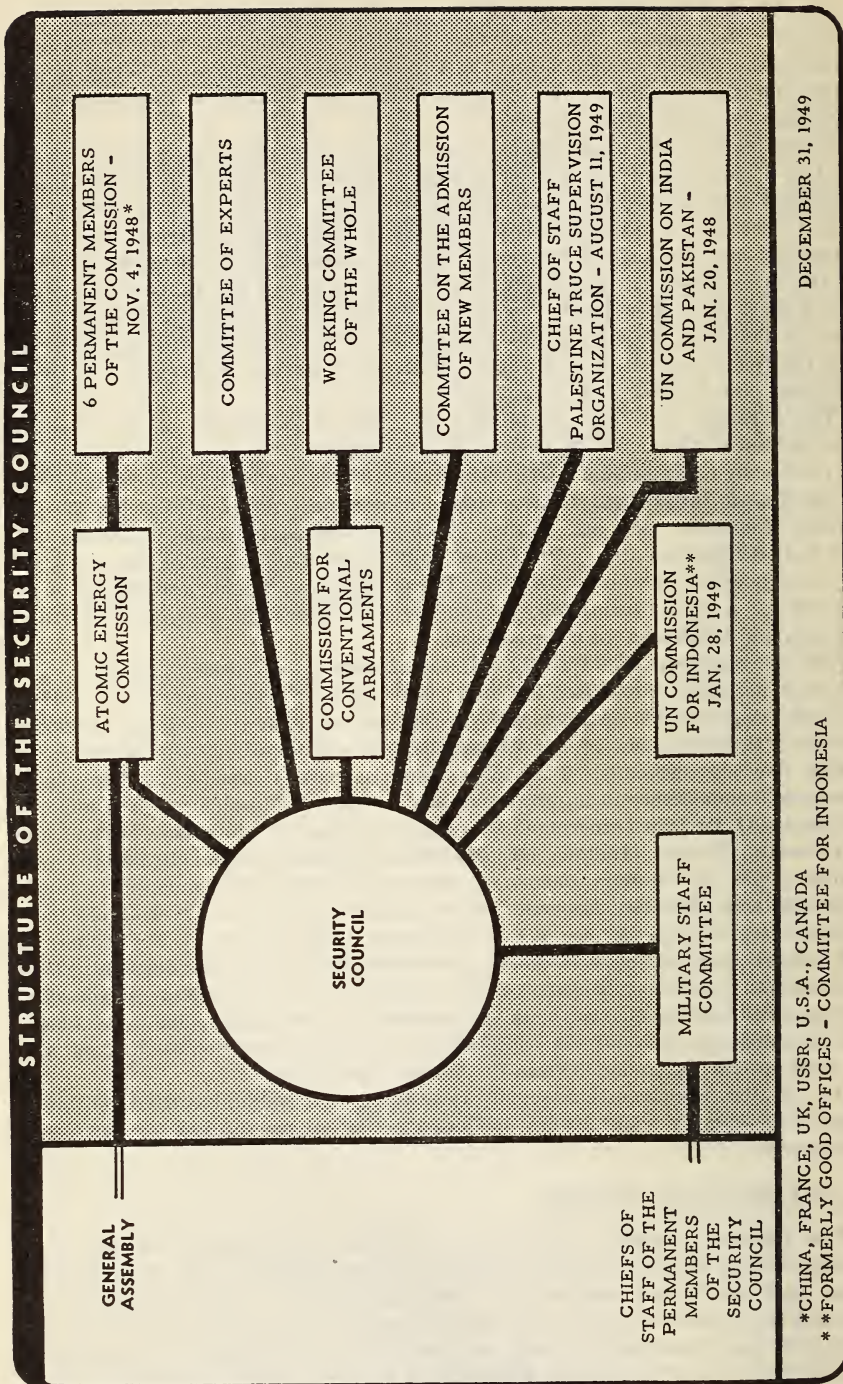 STRUCTURE OF THE SECURITY COUNCIL
GENERAL
ASSEMBLY
ATOMIC ENERGY
COMMISSION
6 PERMANENT MEMBERS
OF THE COMMISSION -
NOV. 4, 1948*
COMMITTEE OF EXPERTS
SECURITY
COUNCIL
COMMISSION FOR
CONVENTIONAL
ARMAMENTS
WORKING COMMITTEE
OF THE WHOLE
COMMITTEE ON THE ADMISSION
OF NEW MEMBERS
CHIEF OF STAFF
PALESTINE TRUCE SUPERVISION
ORGANIZATION - AUGUST 11, 1949
CHIEFS OF
STAFF OF THE
PERMANENT
MEMBERS
OF THE
SECURITY
COUNCIL
MILITARY STAFF
COMMITTEE
UN COMMISSION
FOR INDONESIA**
JAN. 28, 1949
UN COMMISSION ON INDIA
AND PAKISTAN -
JAN. 20, 1948
*CHINA, FRANCE, UK, USSR, U.S.A., CANADA
**FORMERLY GOOD OFFICES - COMMITTEE FOR INDONESIA
DECEMBER 31, 1949